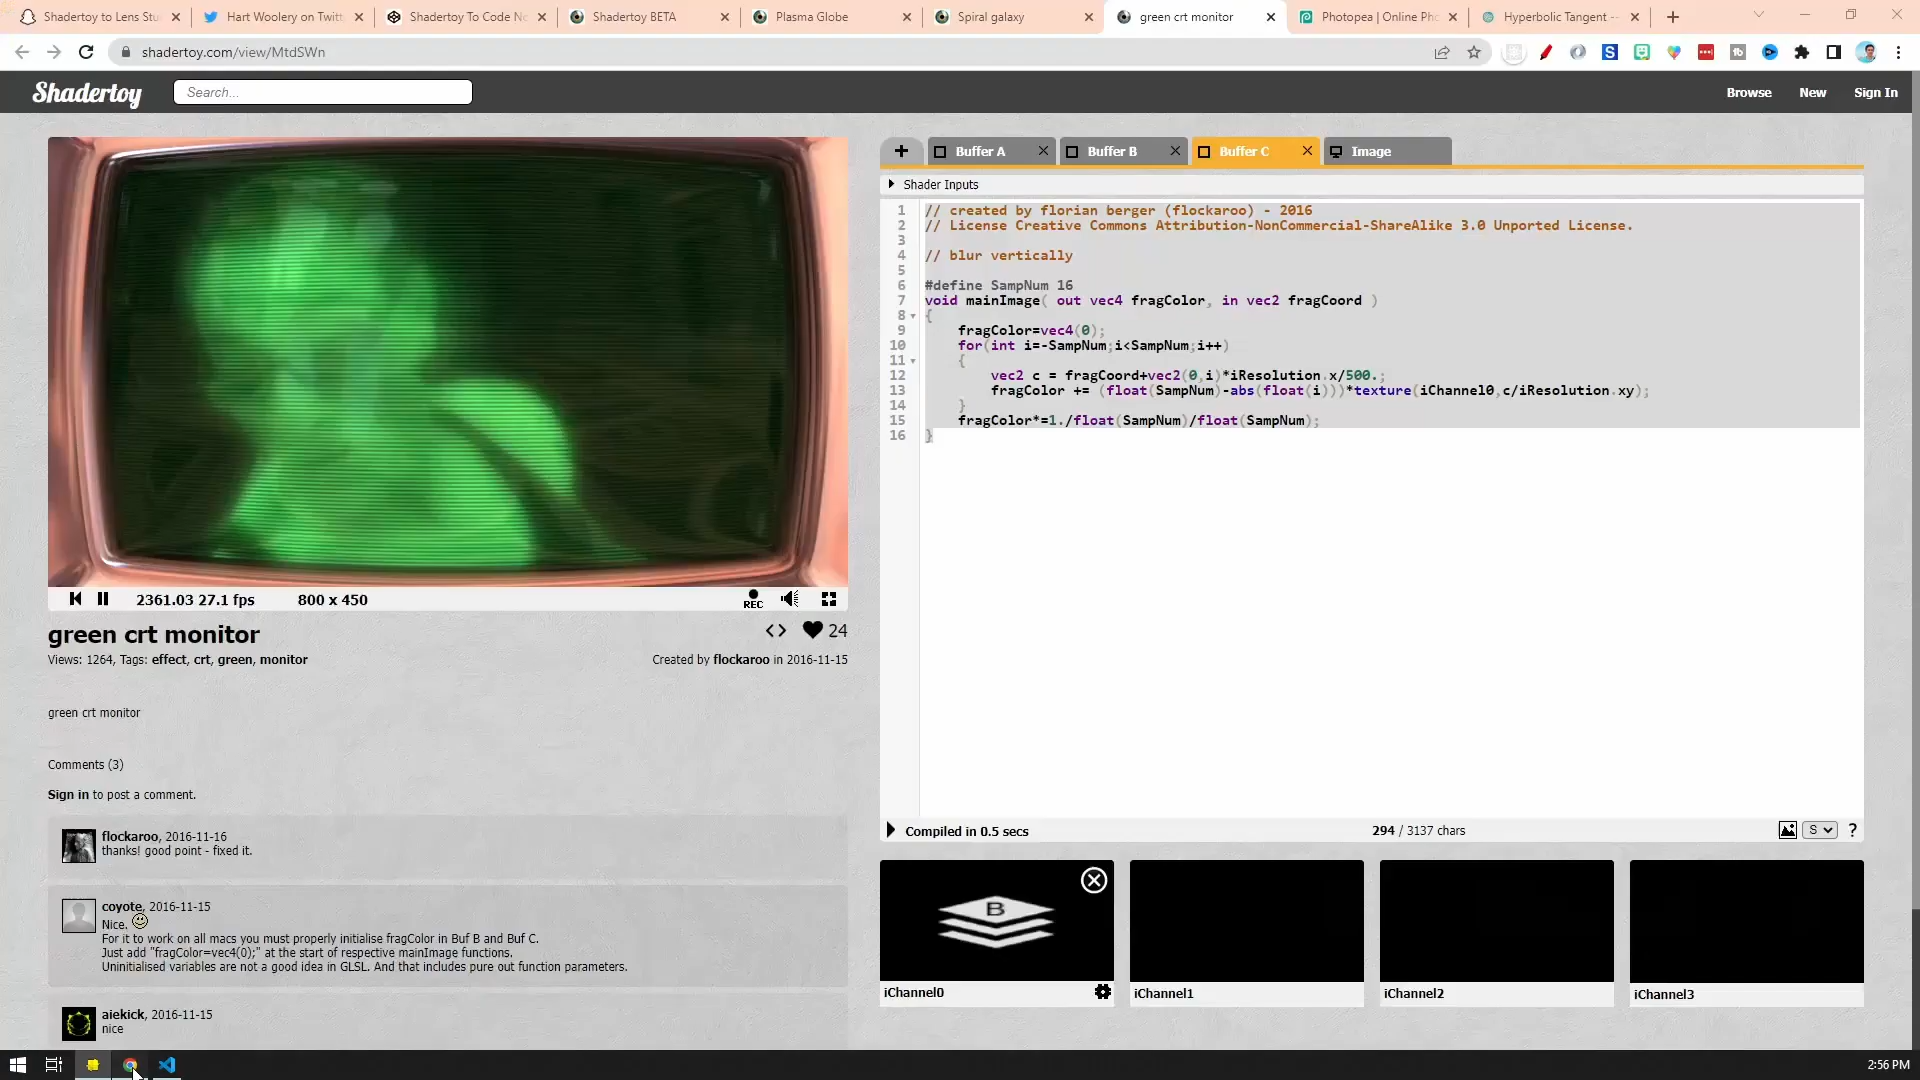 Shadertoy to Lens Stu
Hart Woolery on Twitt
Shadertoy To Code No
Shadertoy BETA
Plasma Globe
Spiral galaxy
green crt monitor
Photopea | Online Pho
Hyperbolic Tangent --
shadertoy.com/view/MtdSWn
Shadertoy
Search...
Browse
New
Sign In
Buffer A
Buffer B
Buffer C
Image
Shader Inputs
1 // created by florian berger (flockaroo) - 2016
2 // License Creative Commons Attribution-NonCommercial-ShareAlike 3.0 Unported License.
3
4 // blur vertically
5
6 #define SampNum 16
7 void mainImage( out vec4 fragColor, in vec2 fragCoord )
8 {
9 fragColor=vec4(0);
10 for(int i=-SampNum;i<SampNum;i++)
11 {
12 vec2 c = fragCoord+vec2(0,i)*iResolution.x/500.;
13 fragColor += (float(SampNum)-abs(float(i)))*texture(iChannel0,c/iResolution.xy);
14 }
15 fragColor*=1./float(SampNum)/float(SampNum);
16 }
2361.03 27.1 fps 800 x 450
REC
green crt monitor
24
Views: 1264, Tags: effect, crt, green, monitor
Created by flockaroo in 2016-11-15
green crt monitor
Comments (3)
Sign in to post a comment.
flockaroo, 2016-11-16
thanks! good point - fixed it.
coyote, 2016-11-15
Nice.
For it to work on all macs you must properly initialise fragColor in Buf B and Buf C.
Just add "fragColor=vec4(0);" at the start of respective mainImage functions.
Uninitialised variables are not a good idea in GLSL. And that includes pure out function parameters.
aiekick, 2016-11-15
nice
Compiled in 0.5 secs
294 / 3137 chars
S
?
B
iChannel0
iChannel1
iChannel2
iChannel3
2:56 PM